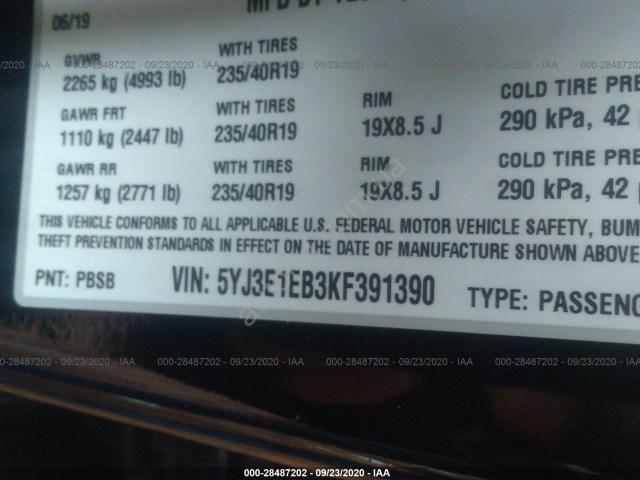 MFD BY
06/19
GVWR WITH TIRES
2265 kg (4993 lb) 235/40R19
GAWR FRT WITH TIRES RIM COLD TIRE PRE
1110 kg (2447 lb) 235/40R19 19X8.5 J 290 kPa, 42
GAWR RR WITH TIRES RIM COLD TIRE PRE
1257 kg (2771 lb) 235/40R19 19X8.5 J 290 kPa, 42
THIS VEHICLE CONFORMS TO ALL APPLICABLE U.S. FEDERAL MOTOR VEHICLE SAFETY, BUM
THEFT PREVENTION STANDARDS IN EFFECT ON THE DATE OF MANUFACTURE SHOWN ABOVE
PNT: PBSB VIN: 5YJ3E1EB3KF391390 TYPE: PASSENG
000-28487202 - 09/23/2020 - IAA